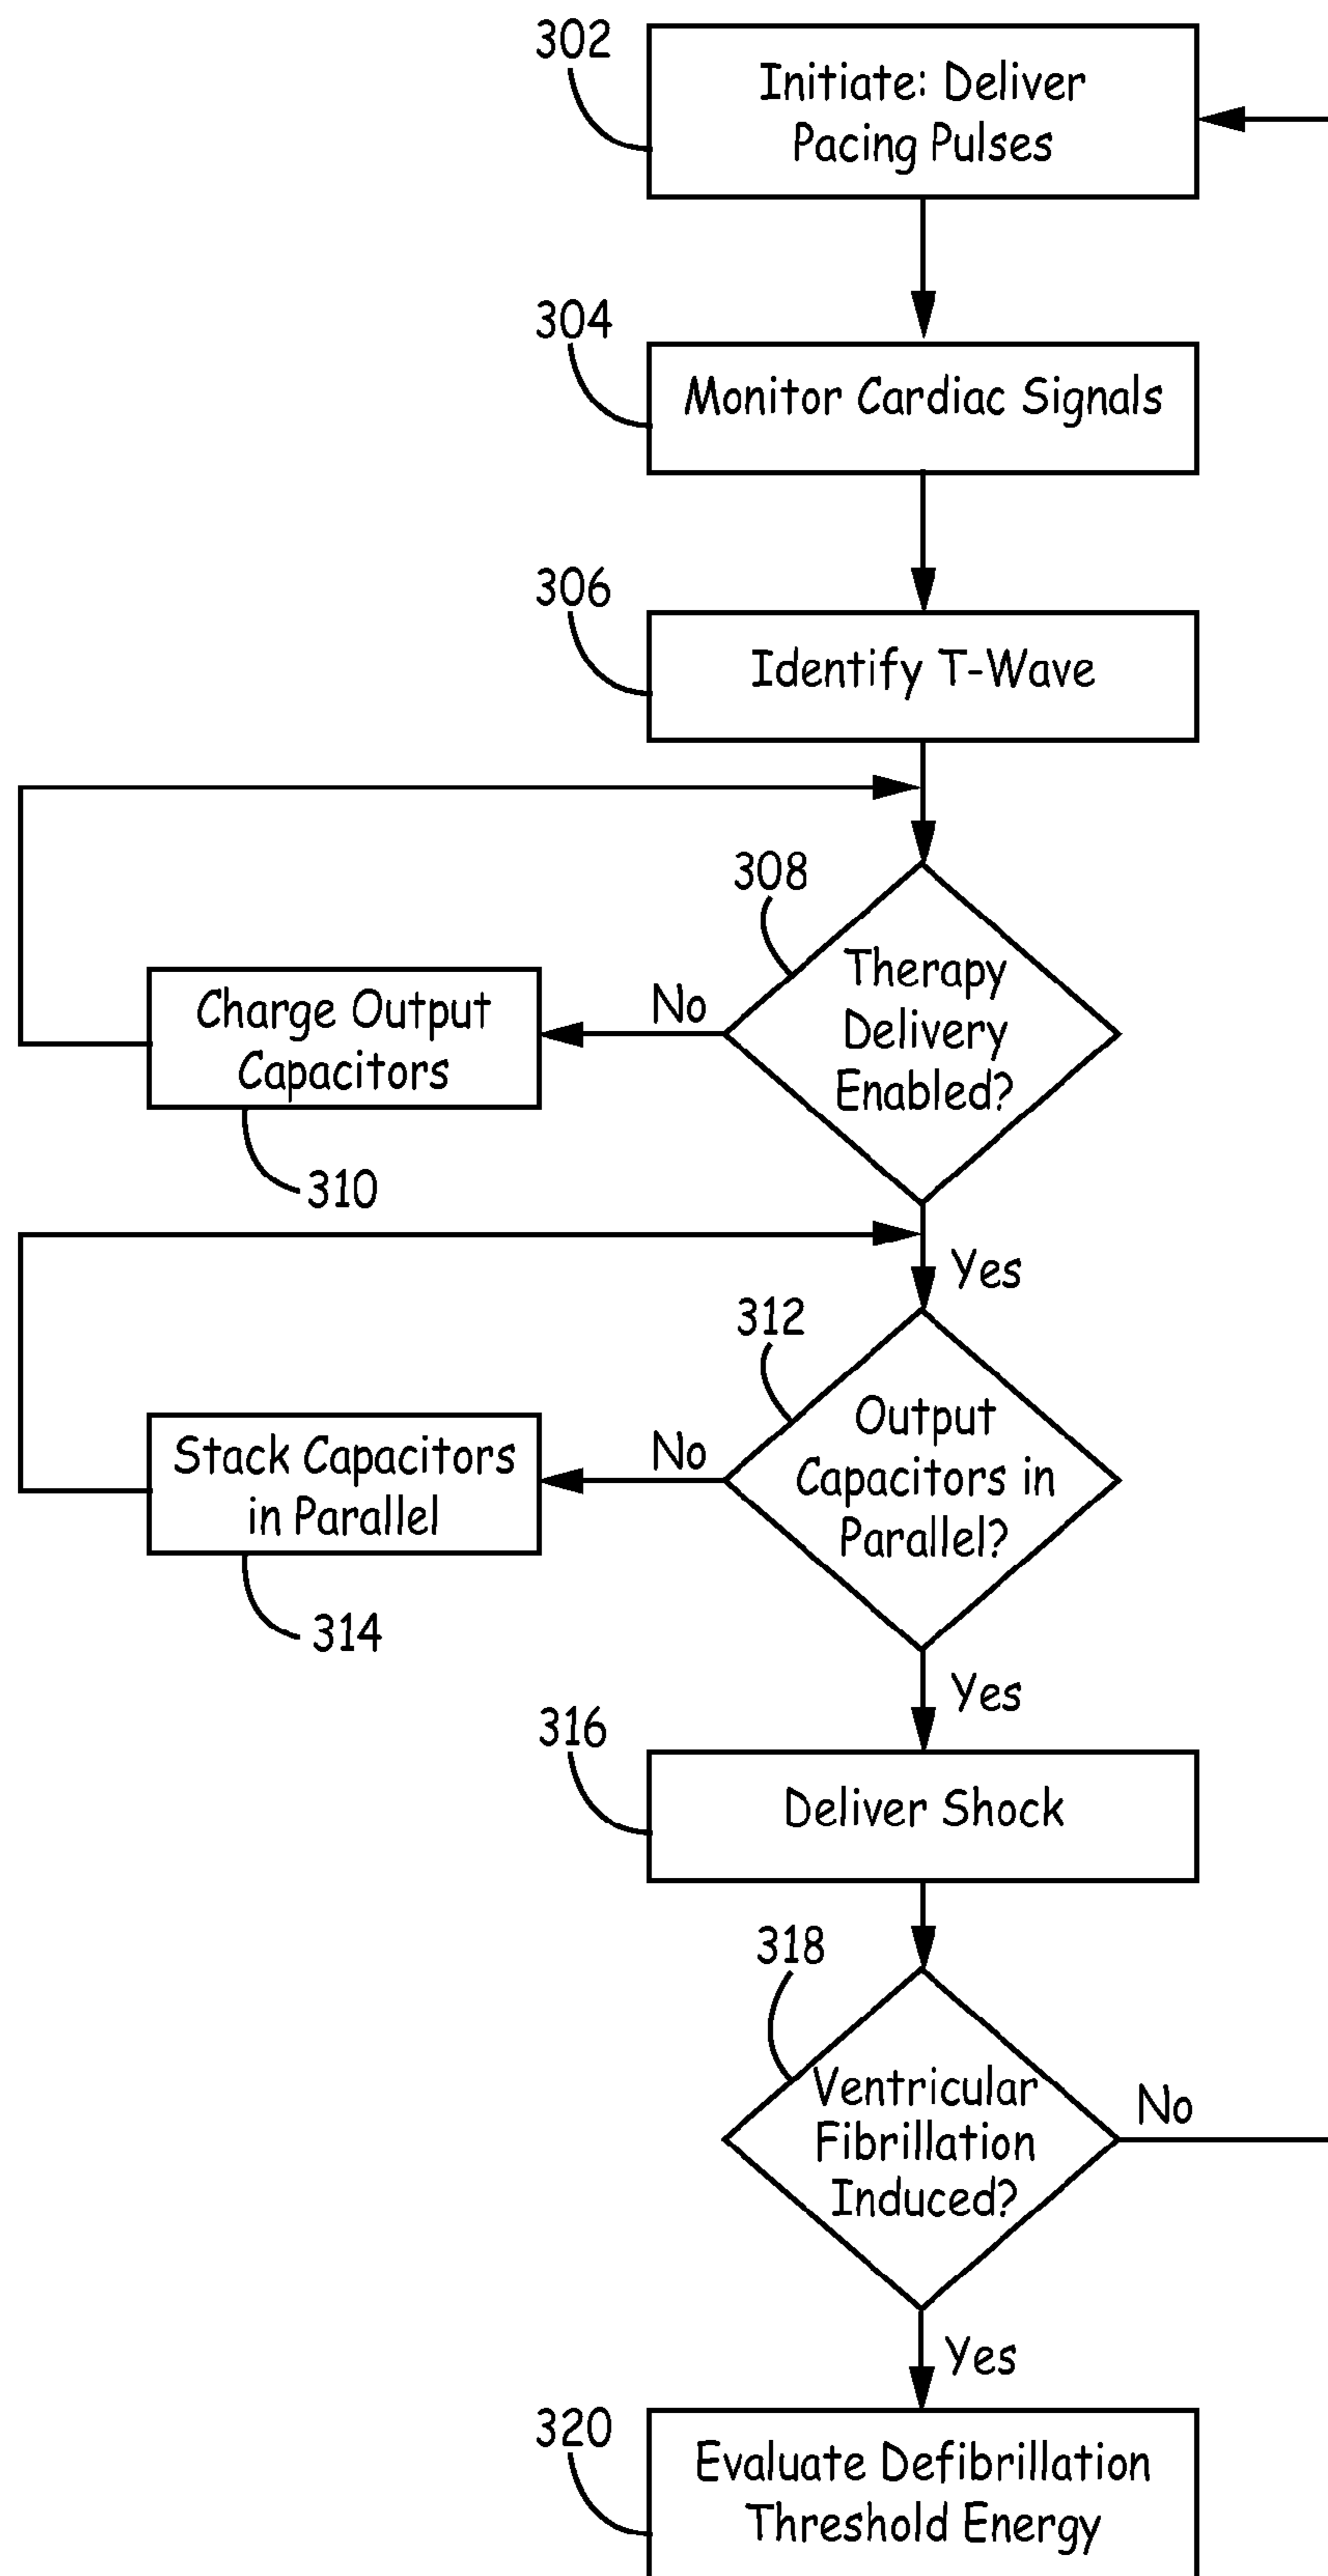 302
Initiate: Deliver
Pacing Pulses
304
Monitor Cardiac Signals
306
Identify T-Wave
308
Therapy
Delivery
Enabled?
No
Charge Output
Capacitors
310
Yes
312
Output
Capacitors in
Parallel?
No
Stack Capacitors
in Parallel
314
Yes
316
Deliver Shock
318
Ventricular
Fibrillation
Induced?
No
Yes
320
Evaluate Defibrillation
Threshold Energy